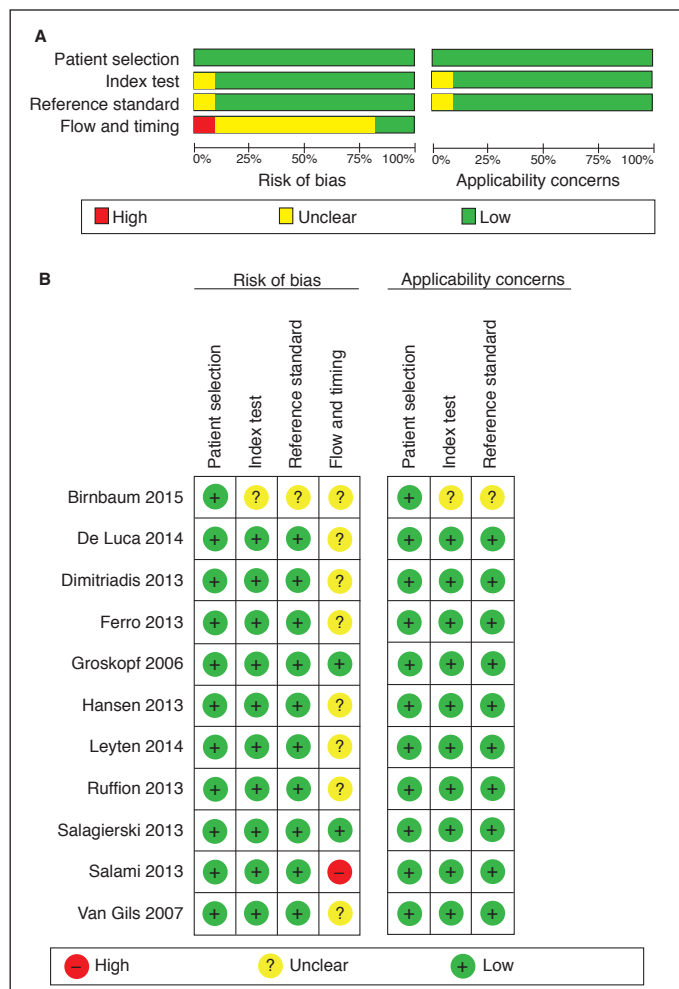 A
Patient selection
Index test
Reference standard
Flow and timing
0% 25% 50% 75% 100% 0% 25% 50% 75% 100%
Risk of bias Applicability concerns
High Unclear Low
B Risk of bias Applicability concerns
Patient selection Index test Reference standard Flow and timing Patient selection Index test Reference standard
Birnbaum 2015 + ? ? ? + ? ?
De Luca 2014 + + + ? + + +
Dimitriadis 2013 + + + ? + + +
Ferro 2013 + + + ? + + +
Groskopf 2006 + + + + + + +
Hansen 2013 + + + ? + + +
Leyten 2014 + + + ? + + +
Ruffion 2013 + + + ? + + +
Salagierski 2013 + + + + + + +
Salami 2013 + + + − + + +
Van Gils 2007 + + + ? + + +
− High ? Unclear + Low